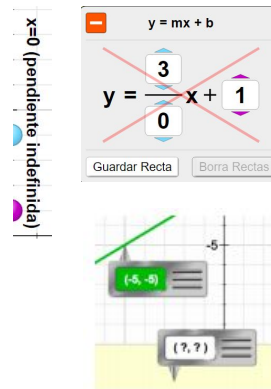 x=0 (pendiente indefinida)
y = mx + b
3
y = x + 1
0
Guardar Recta
Borra Rectas
-5
(-5, -5)
(?, ?)